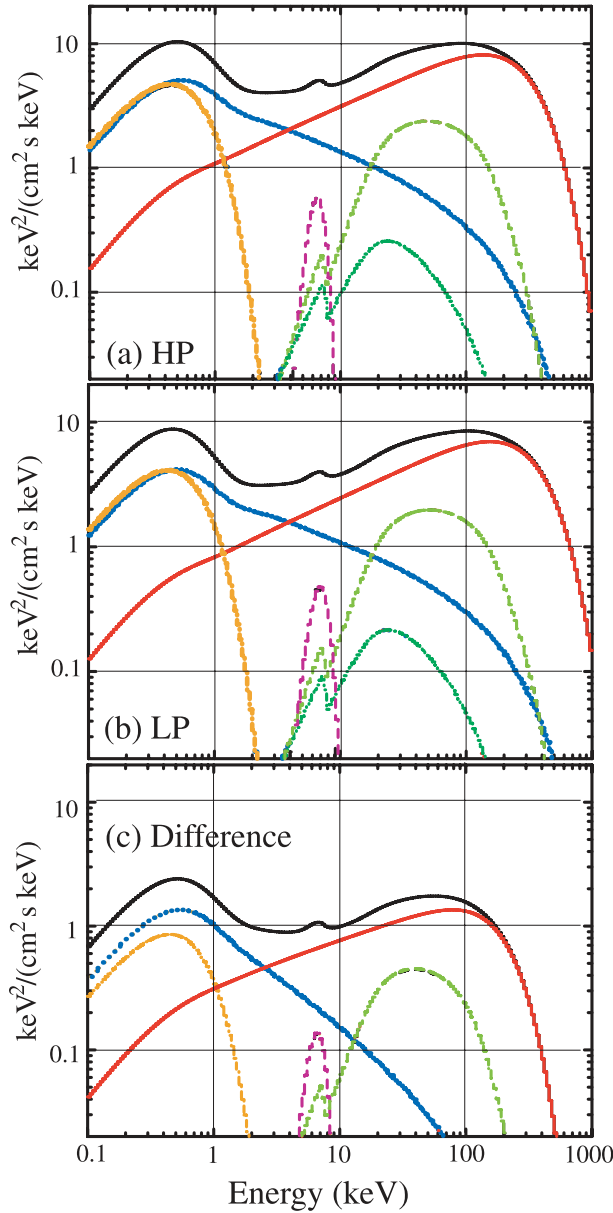 10
1
0.1
keV²/(cm² s keV)
(a) HP
10
1
0.1
keV²/(cm² s keV)
(b) LP
(c) Difference
10
1
0.1
keV²/(cm² s keV)
0.1 1 10 100 1000
Energy (keV)